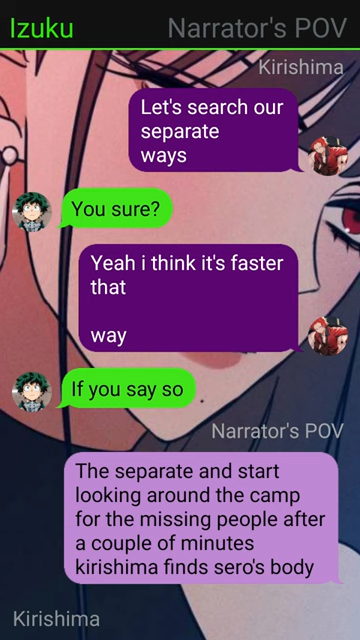 Izuku Narrator's POV
Kirishima
Let's search our
separate
ways
You sure?
Yeah i think it's faster
that
way
If you say so
Narrator's POV
The separate and start
looking around the camp
for the missing people after
a couple of minutes
kirishima finds sero's body
Kirishima